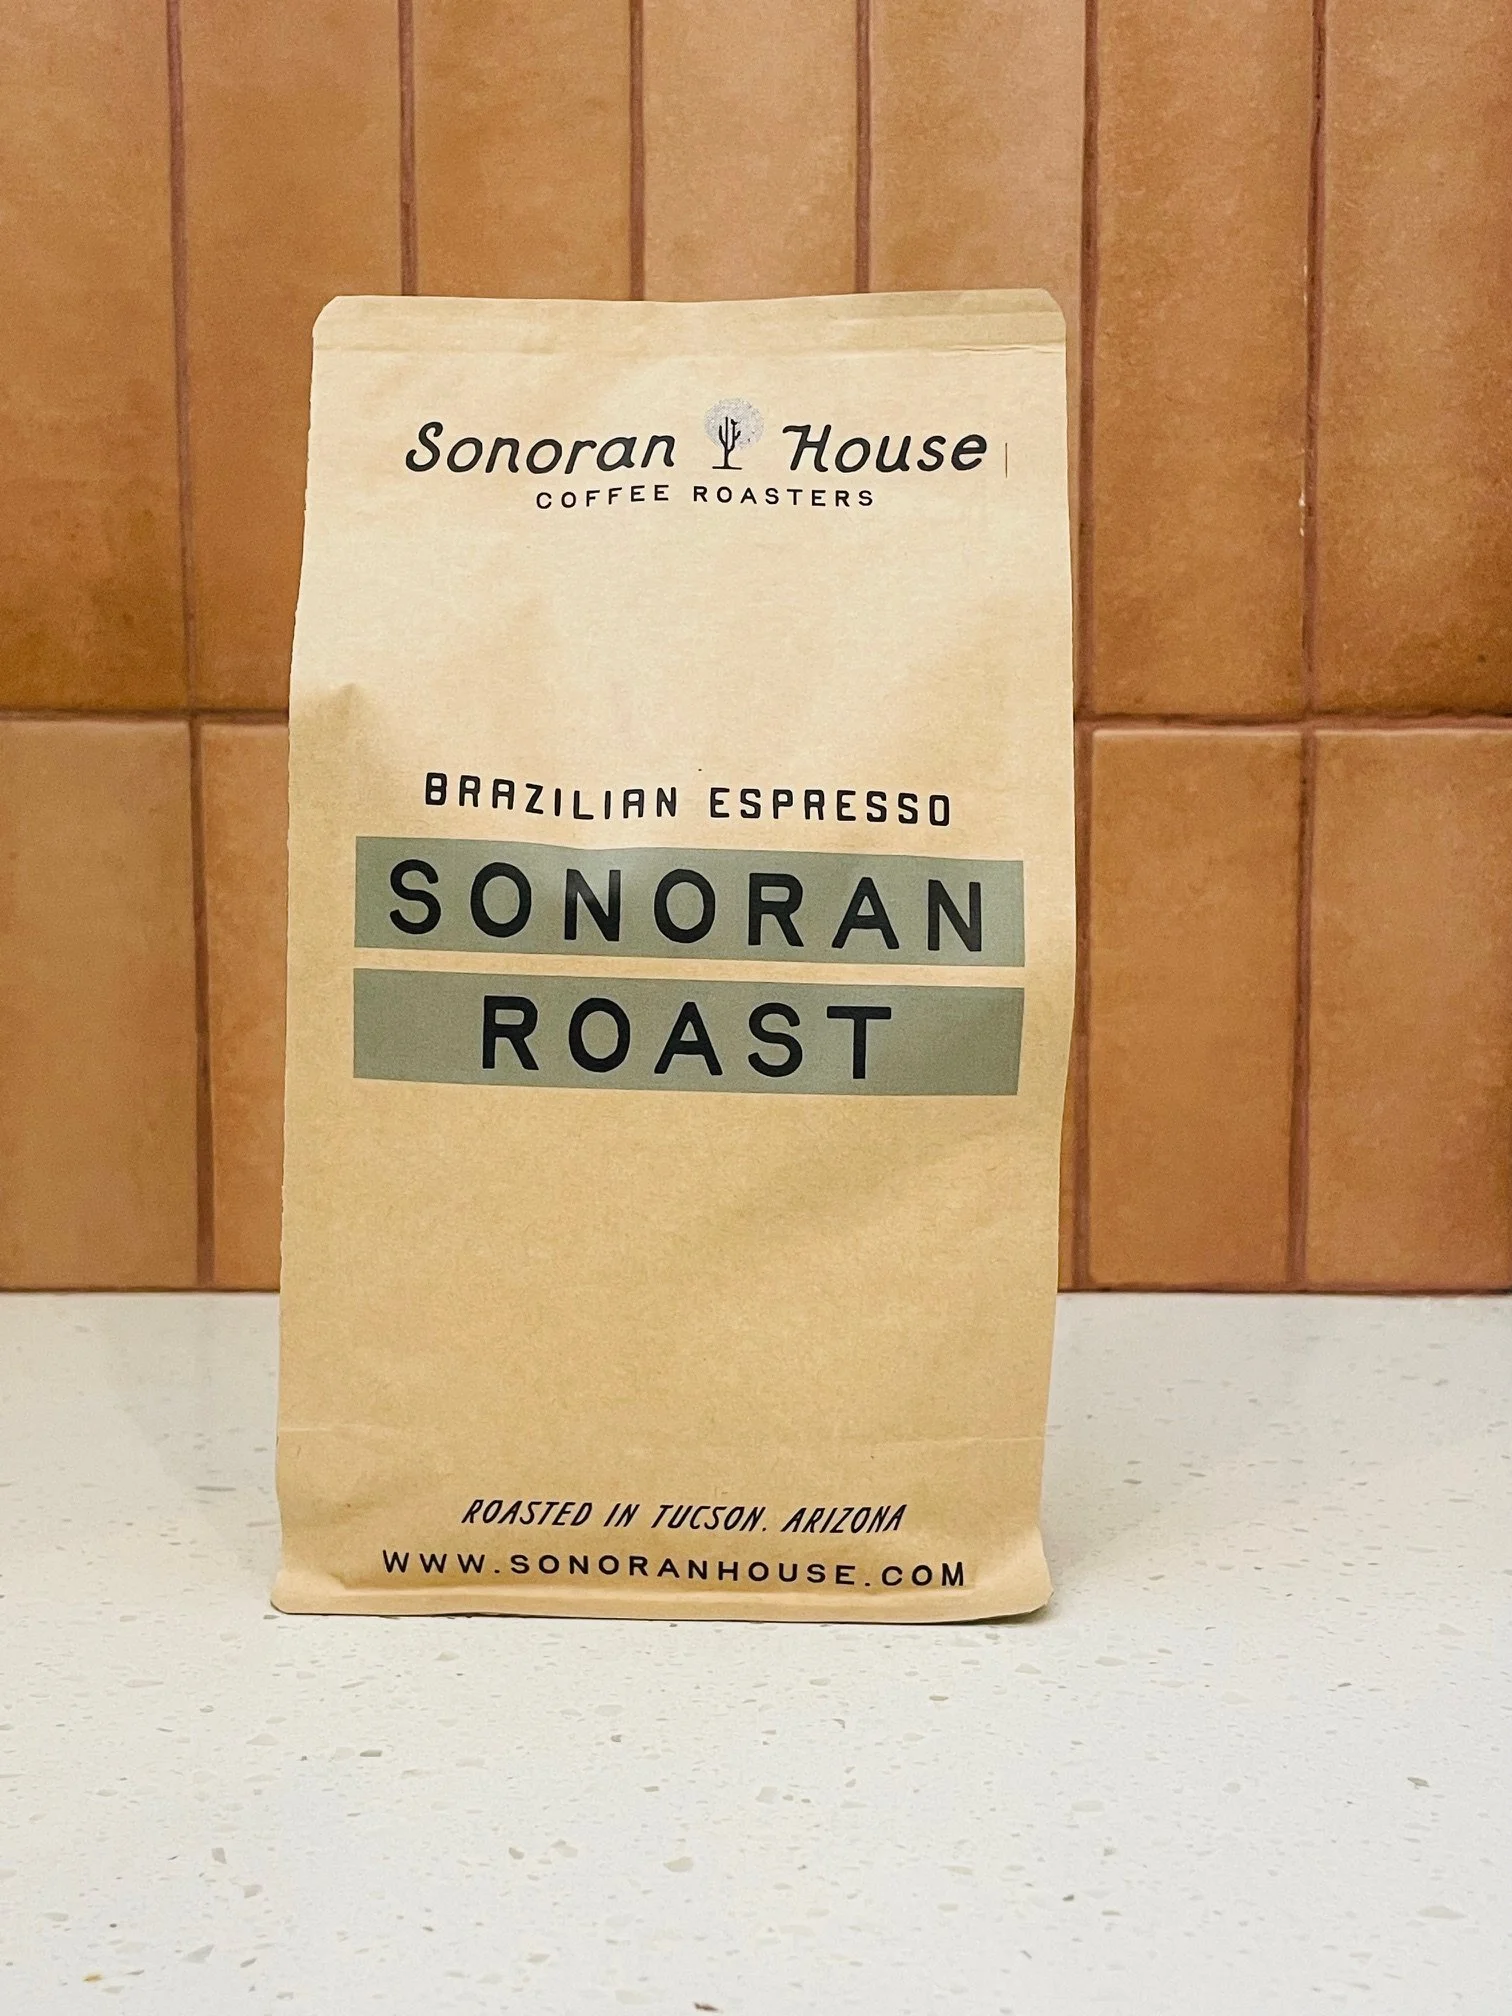 Sonoran House
COFFEE ROASTERS
BRAZILIAN ESPRESSO
SONORAN
ROAST
ROASTED IN TUCSON. ARIZONA
WWW.SONORANHOUSE.COM